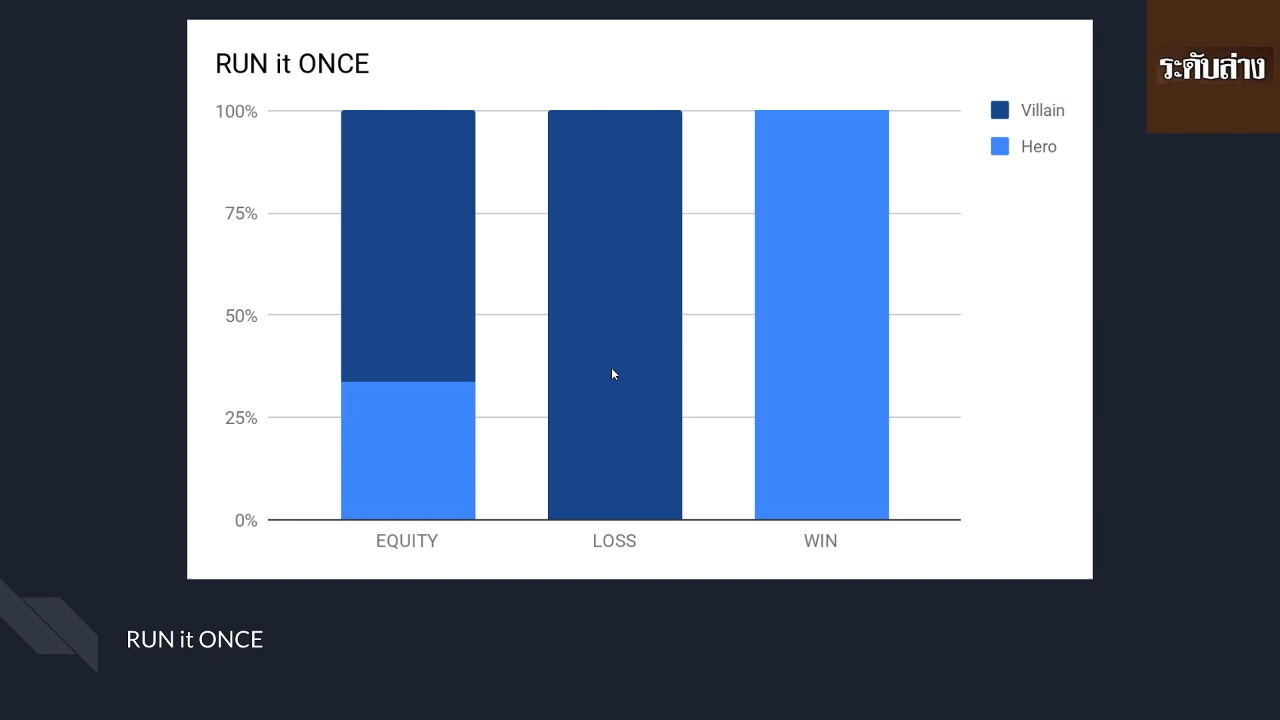 RUN it ONCE
ระดับล่าง
100%
75%
50%
25%
0%
Villain
Hero
EQUITY
LOSS
WIN
RUN it ONCE